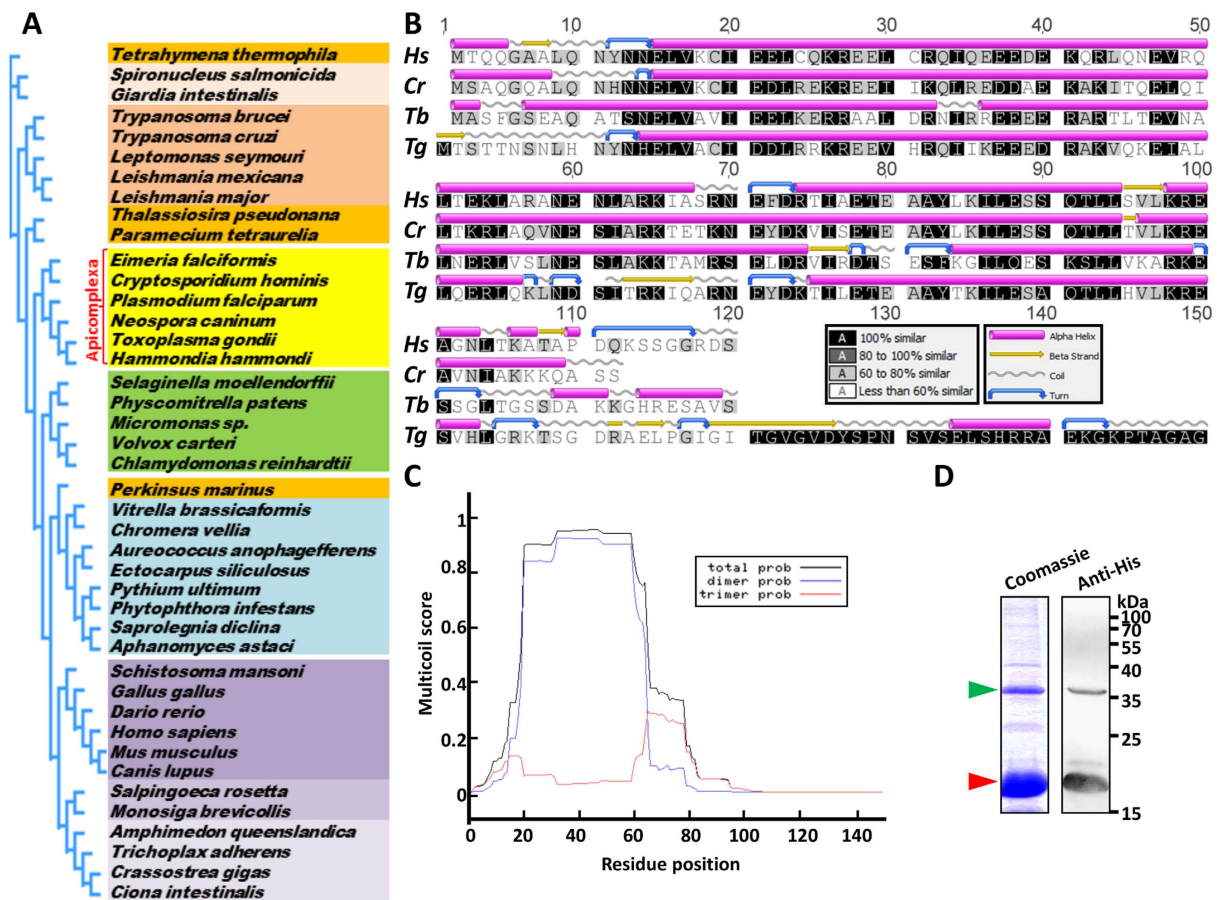 A
Tetrahymena thermophila
Spironucleus salmonicida
Giardia intestinalis
Trypanosoma brucei
Trypanosoma cruzi
Leptomonas seymouri
Leishmania mexicana
Leishmania major
Thalassiosira pseudonana
Paramecium tetraurelia
Apicomplexa
Eimeria falciformis
Cryptosporidium hominis
Plasmodium falciparum
Neospora caninum
Toxoplasma gondii
Hammondia hammondi
Selaginella moellendorffii
Physcomitrella patens
Micromonas sp.
Volvox carteri
Chlamydomonas reinhardtii
Perkinsus marinus
Vitrella brassicaformis
Chromera vellia
Aureococcus anophagefferens
Ectocarpus siliculosus
Pythium ultimum
Phytophthora infestans
Saprolegnia diclina
Aphanomyces astaci
Schistosoma mansoni
Gallus gallus
Dario rerio
Homo sapiens
Mus musculus
Canis lupus
Salpingoeca rosetta
Monosiga brevicollis
Amphimedon queenslandica
Trichoplax adherens
Crassostrea gigas
Ciona intestinalis
B
1 10 20 30 40 50
Hs MTQQGAALQ NYNNELVKCI EELCQKREEL CRQIQEEEDE KQRLQNEVRQ
Cr MSAQGQLQ NHNNELVKCI EDLREKREEI RRQLNEDDAE KAKITQELQI
Tb MASFGSEAQ ATSNELVAVI EELKERRAAL DRNIRREEEE RARTLTEVNA
Tg MTSTTNSNLH NYNHELVACI DDLRRKREEV HRQIIKEEED RAKVQKEIAL
60 70 80 90 100
Hs LTEKLARANE NLARKIASRN EFDRTIAETE AAYLKILESS QTLLSVLKRE
Cr LTKRLAQVNE SIARKTETKN EYDKVISETE AAYLKILESS QTLLTVLKRE
Tb LNERLVSLNE SLAKKTAMRS ELDRVIRDTS ESFKGILQES KSLLVKARKE
Tg LQERLQKLND SITRKIQARN EYDKTILETE AAYTKILESA QTLLHVLKRE
110 120 130 140 150
Hs AGNLTKATAP DQKSSGGRDS
Cr AVNIAKKKQA SS
Tb SSGLTGSSDA KKGHRESAVS
Tg SVHLGRKTSG DRAELPGIGI TGVGVDYSPN SVSELSHRRA EKGKPTAGAG
A 100% similar
A 80 to 100% similar
A 60 to 80% similar
A Less than 60% similar
Alpha Helix
Beta Strand
Coil
Turn
C
Multicoil score
1
0.8
0.6
0.4
0.2
0
total prob
dimer prob
trimer prob
0 20 40 60 80 100 120 140
Residue position
D
Coomassie
Anti-His
kDa
100
70
55
40
35
25
15